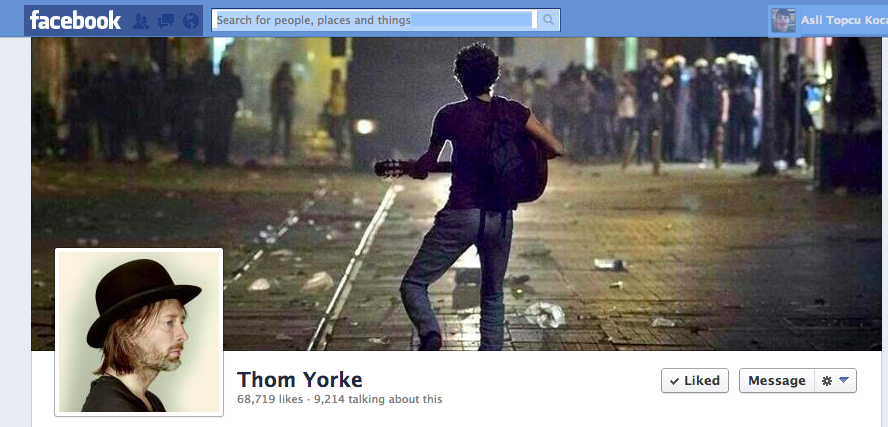 facebook
Search for people, places and things
Asli Topcu Koca
Thom Yorke
68,719 likes · 9,214 talking about this
✓ Liked
Message